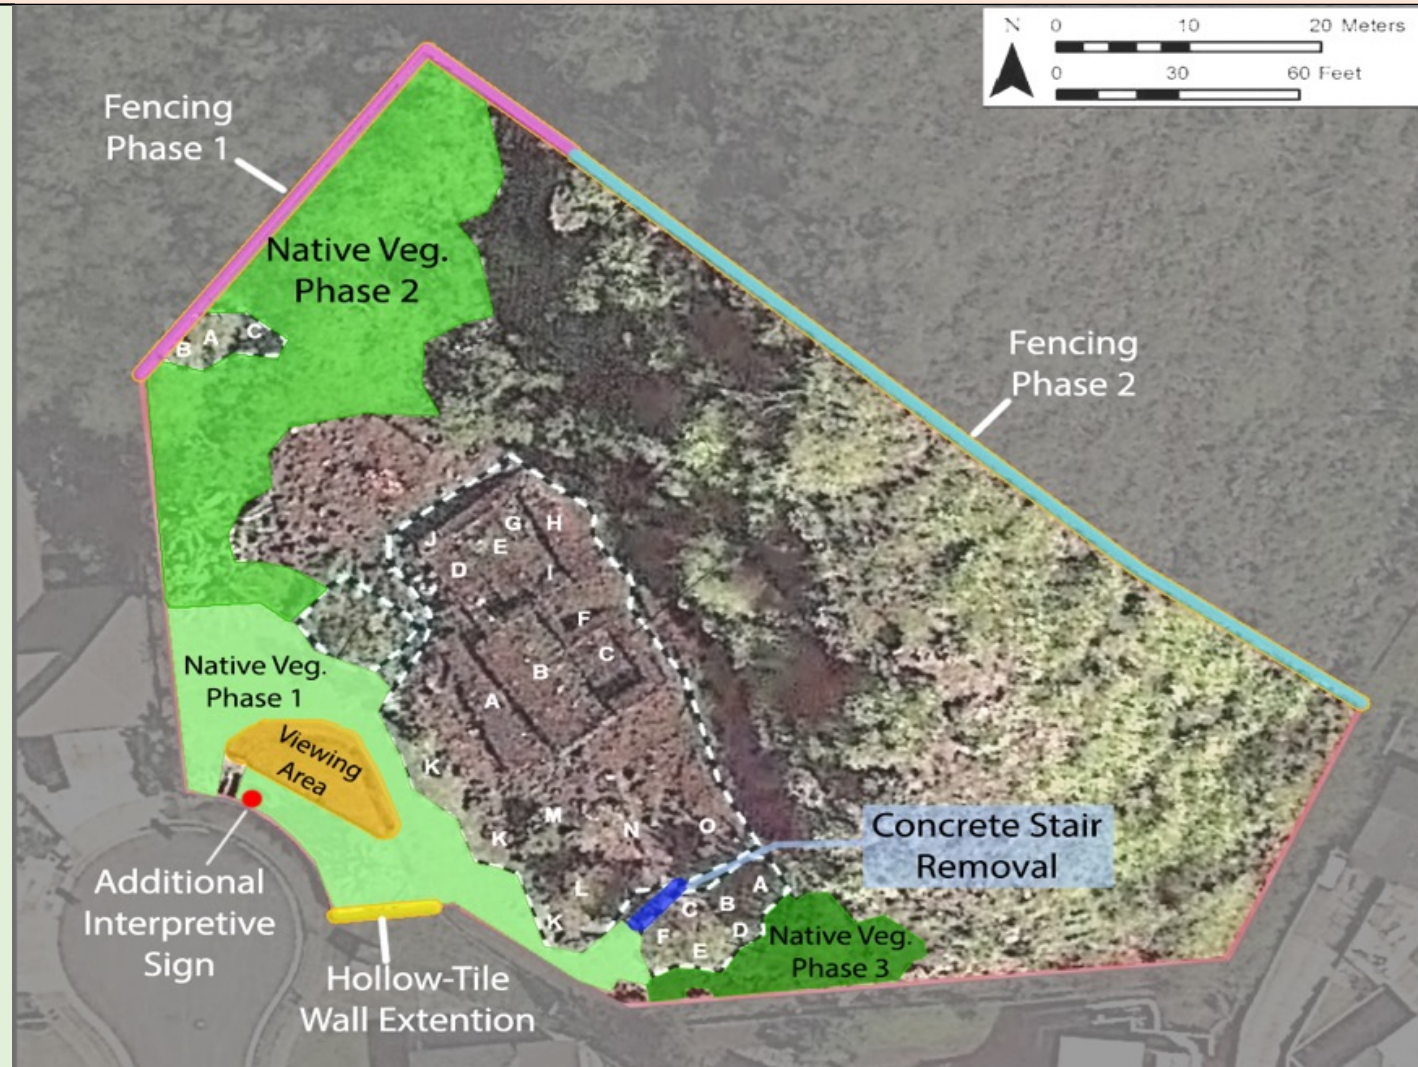 N 0 10 20 Meters
0 30 60 Feet
Fencing
Phase 1
Native Veg.
Phase 2
B A C
Fencing
Phase 2
G H
J E
D I
F
B C
A
K
M
K N O
L
K
Concrete Stair
Removal
A
B
C
D
F
E
Native Veg.
Phase 1
Viewing
Area
Native Veg.
Phase 3
Additional
Interpretive
Sign
Hollow-Tile
Wall Extention